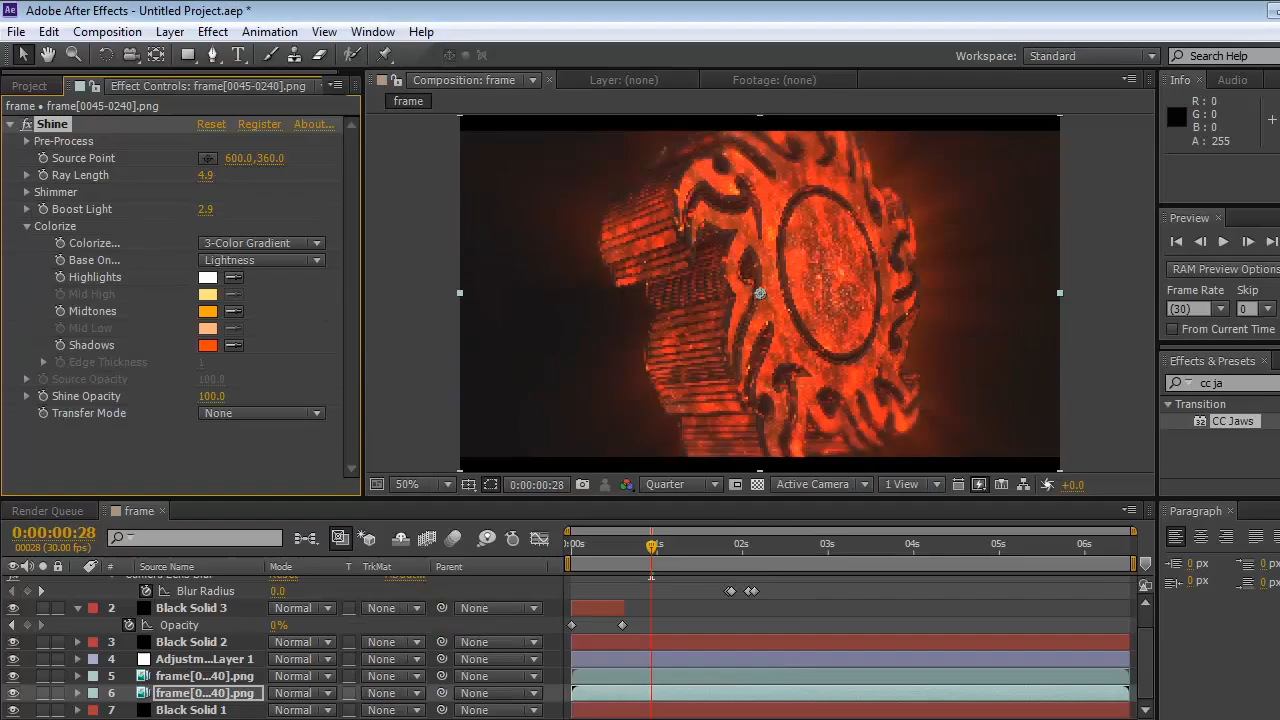 Ae Adobe After Effects - Untitled Project.aep *
File Edit Composition Layer Effect Animation View Window Help
Workspace: Standard Search Help
Project Effect Controls: frame[0045-0240].png
frame • frame[0045-0240].png
fx Shine Reset Register About...
Pre-Process
Source Point 600.0,360.0
Ray Length 4.9
Shimmer
Boost Light 2.9
Colorize
Colorize... 3-Color Gradient
Base On... Lightness
Highlights
Mid High
Midtones
Mid Low
Shadows
Edge Thickness 1
Source Opacity 100.0
Shine Opacity 100.0
Transfer Mode None
Composition: frame Layer: (none) Footage: (none)
frame
50% 0:00:00:28 Quarter Active Camera 1 View +0.0
Info Audio
R: 0
G: 0
B: 0
A: 255
Preview
RAM Preview Options
Frame Rate Skip
(30) 0
From Current Time
Effects & Presets
cc ja
Transition
32 CC Jaws
Paragraph
0 px 0
0 px 0
Render Queue frame
0:00:00:28
00028 (30.00 fps)
# Source Name Mode T TrkMat Parent
:00s 1s 02s 03s 04s 05s 06s
Blur Radius 0.0
2 Black Solid 3 Normal None None
Opacity 0%
3 Black Solid 2 Normal None None
4 Adjustm...Layer 1 Normal None None
5 frame[0...40].png Normal None None
6 frame[0...40].png Normal None None
7 Black Solid 1 Normal None None